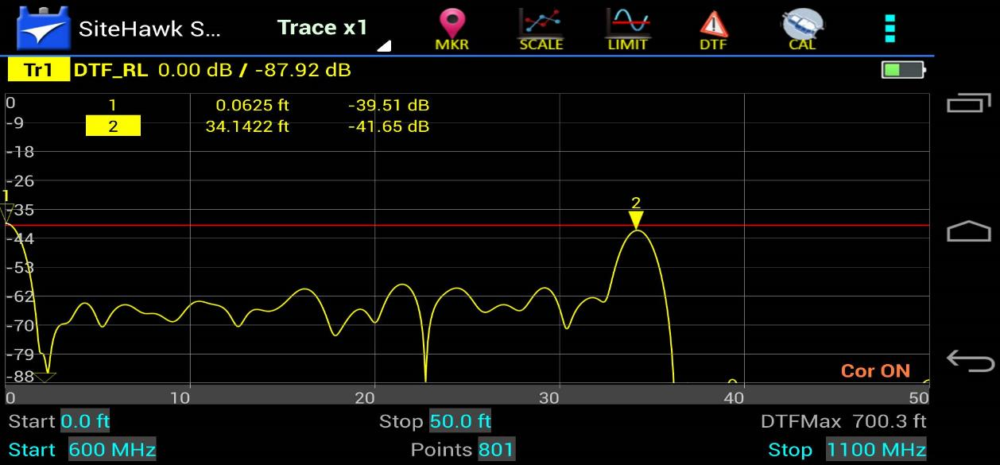 SiteHawk S... Trace x1
MKR SCALE LIMIT DTF CAL
Tr1 DTF_RL 0.00 dB / -87.92 dB
1 0.0625 ft -39.51 dB
2 34.1422 ft -41.65 dB
0
-9
-18
-26
1
-35
2
-44
-53
-62
-70
-79
-88
Cor ON
0 10 20 30 40 50
Start 0.0 ft Stop 50.0 ft DTFMax 700.3 ft
Start 600 MHz Points 801 Stop 1100 MHz